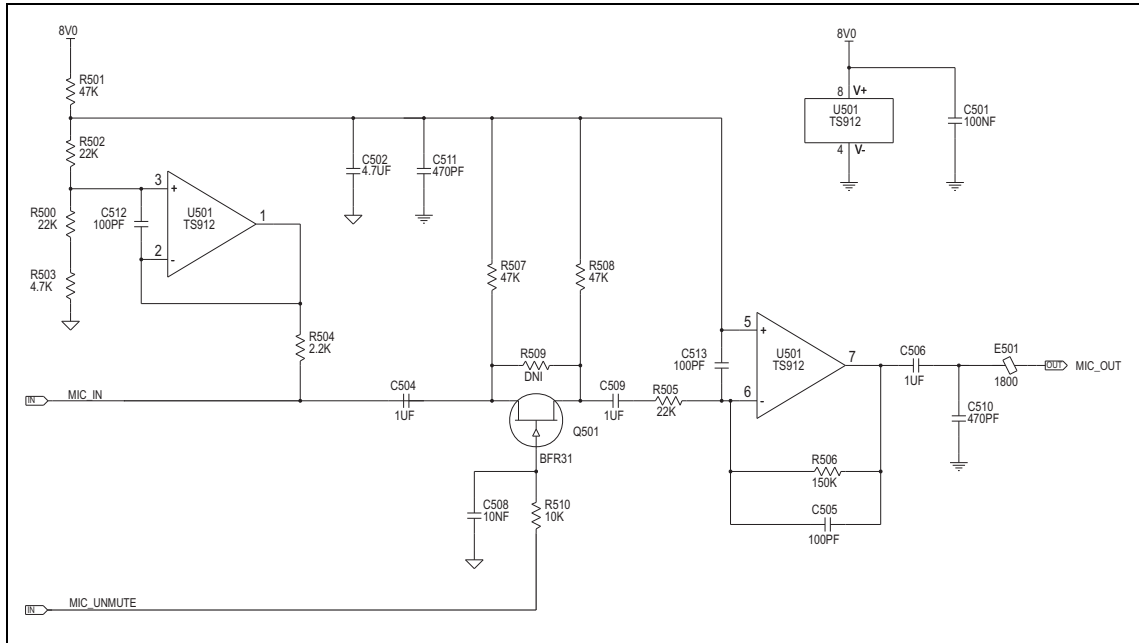 8V0
R501
47K
R502
22K
R500
22K
R503
4.7K
C512
100PF
3
+
2
-
U501
TS912
1
R504
2.2K
C502
4.7UF
C511
470PF
R507
47K
R508
47K
R509
DNI
8V0
8 V+
U501
TS912
4 V-
C501
100NF
IN
MIC_IN
C504
1UF
Q501
BFR31
C509
1UF
R505
22K
C513
100PF
5
+
6
-
U501
TS912
7
C506
1UF
E501
1800
OUT
MIC_OUT
C510
470PF
R506
150K
C505
100PF
C508
10NF
R510
10K
IN
MIC_UNMUTE